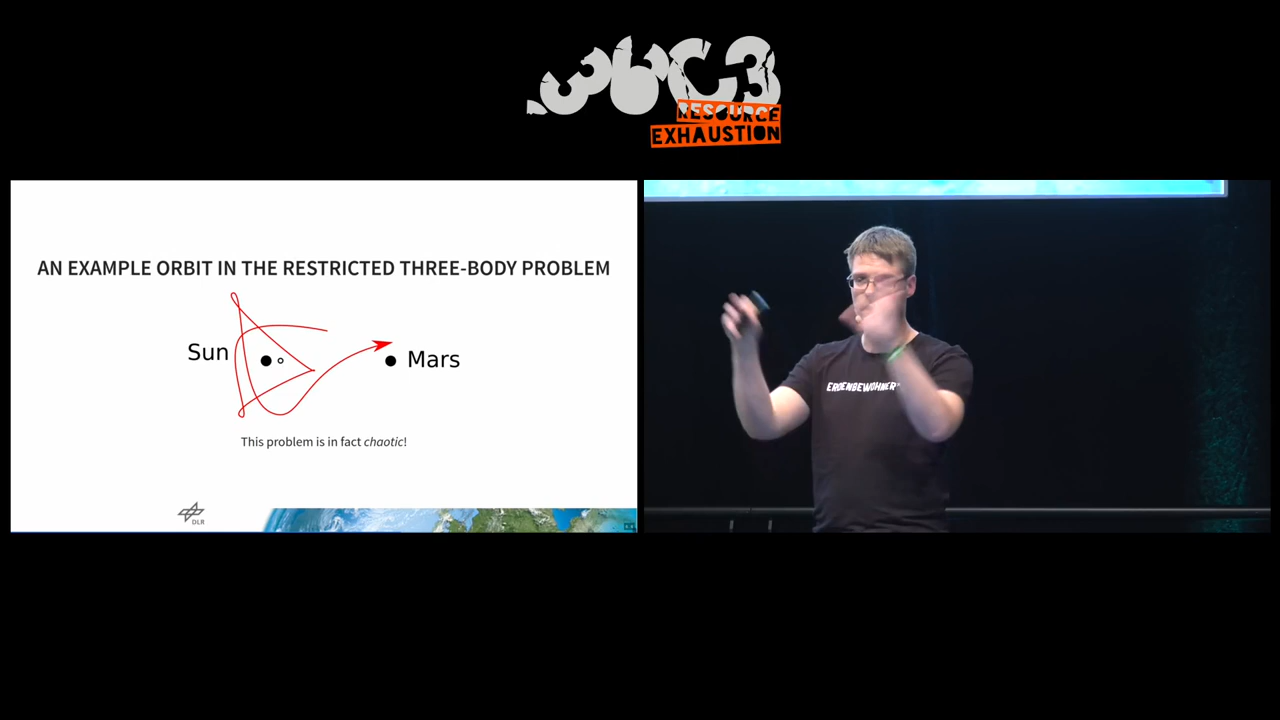 36C3
RESOURCE
EXHAUSTION
AN EXAMPLE ORBIT IN THE RESTRICTED THREE-BODY PROBLEM
Sun
Mars
This problem is in fact chaotic!
DLR
ERDENBEWOHNER